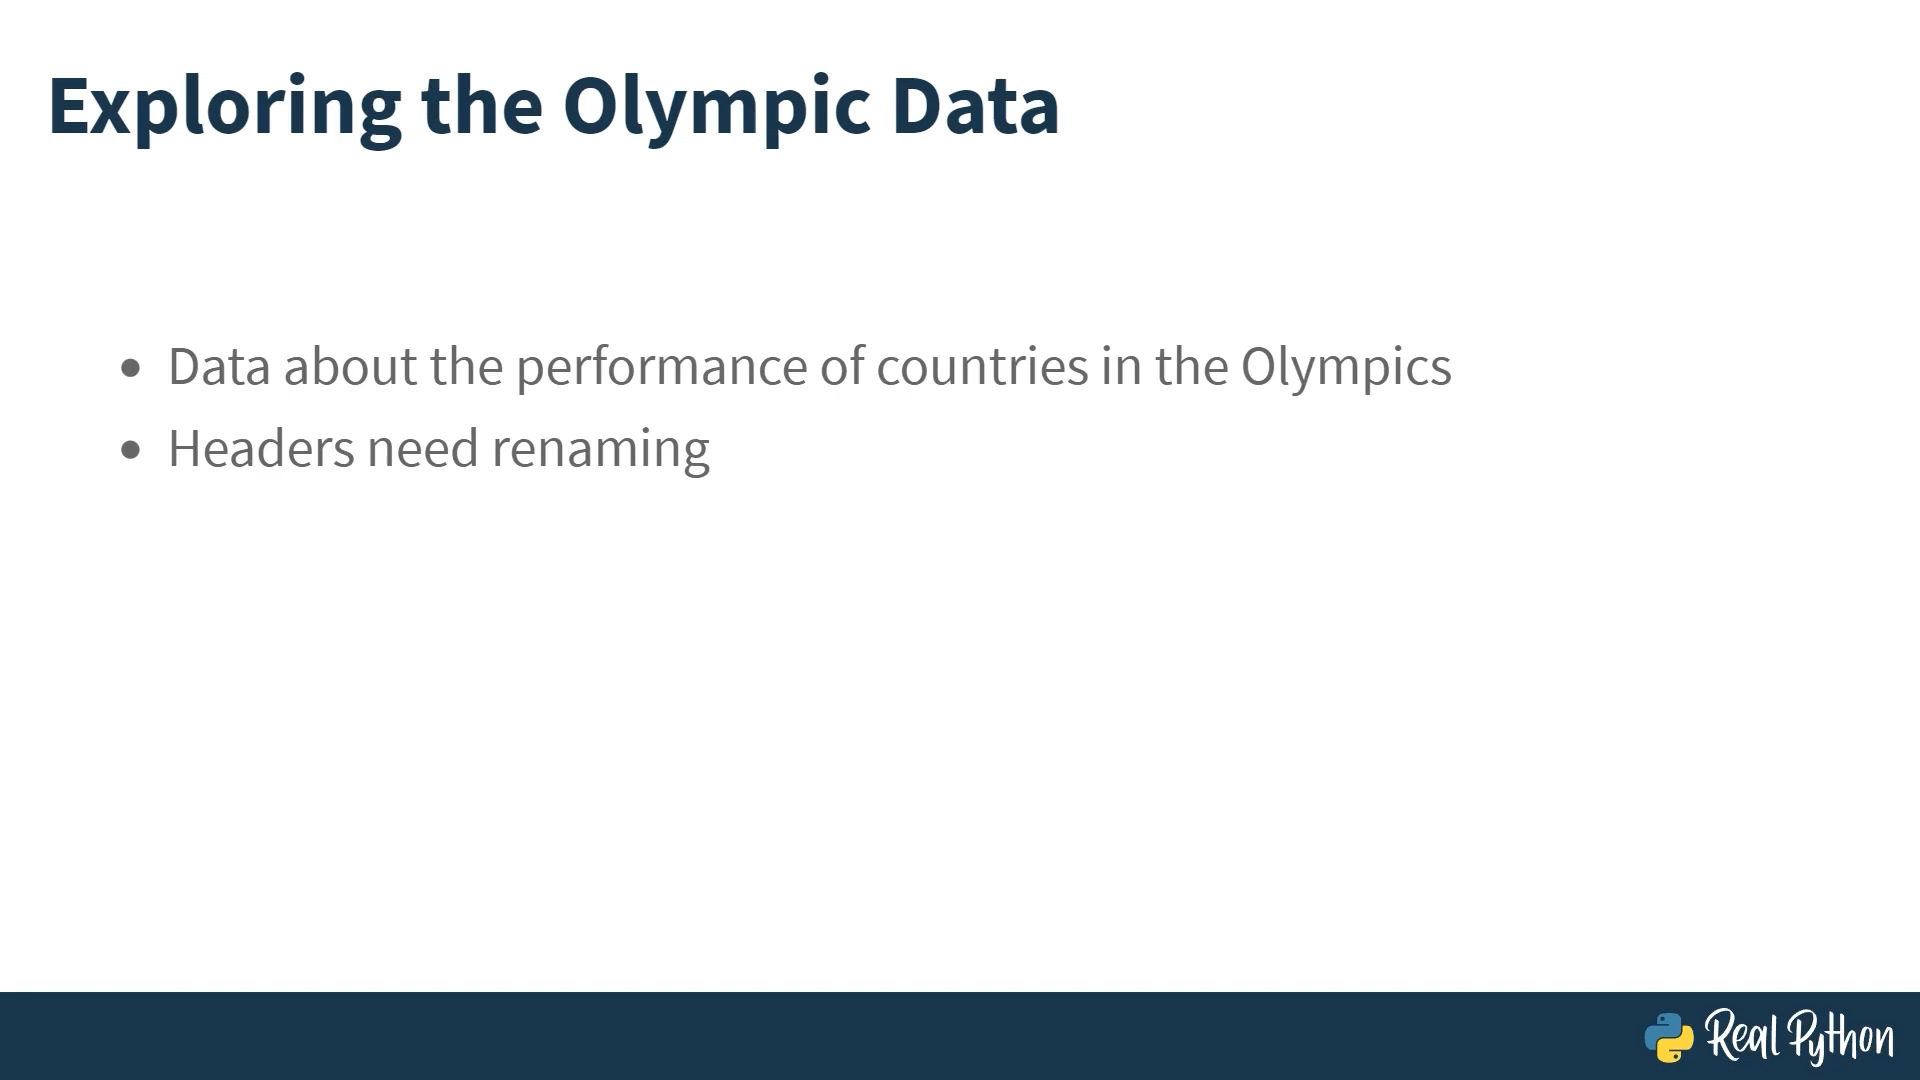 Exploring the Olympic Data
• Data about the performance of countries in the Olympics
• Headers need renaming
Real Python